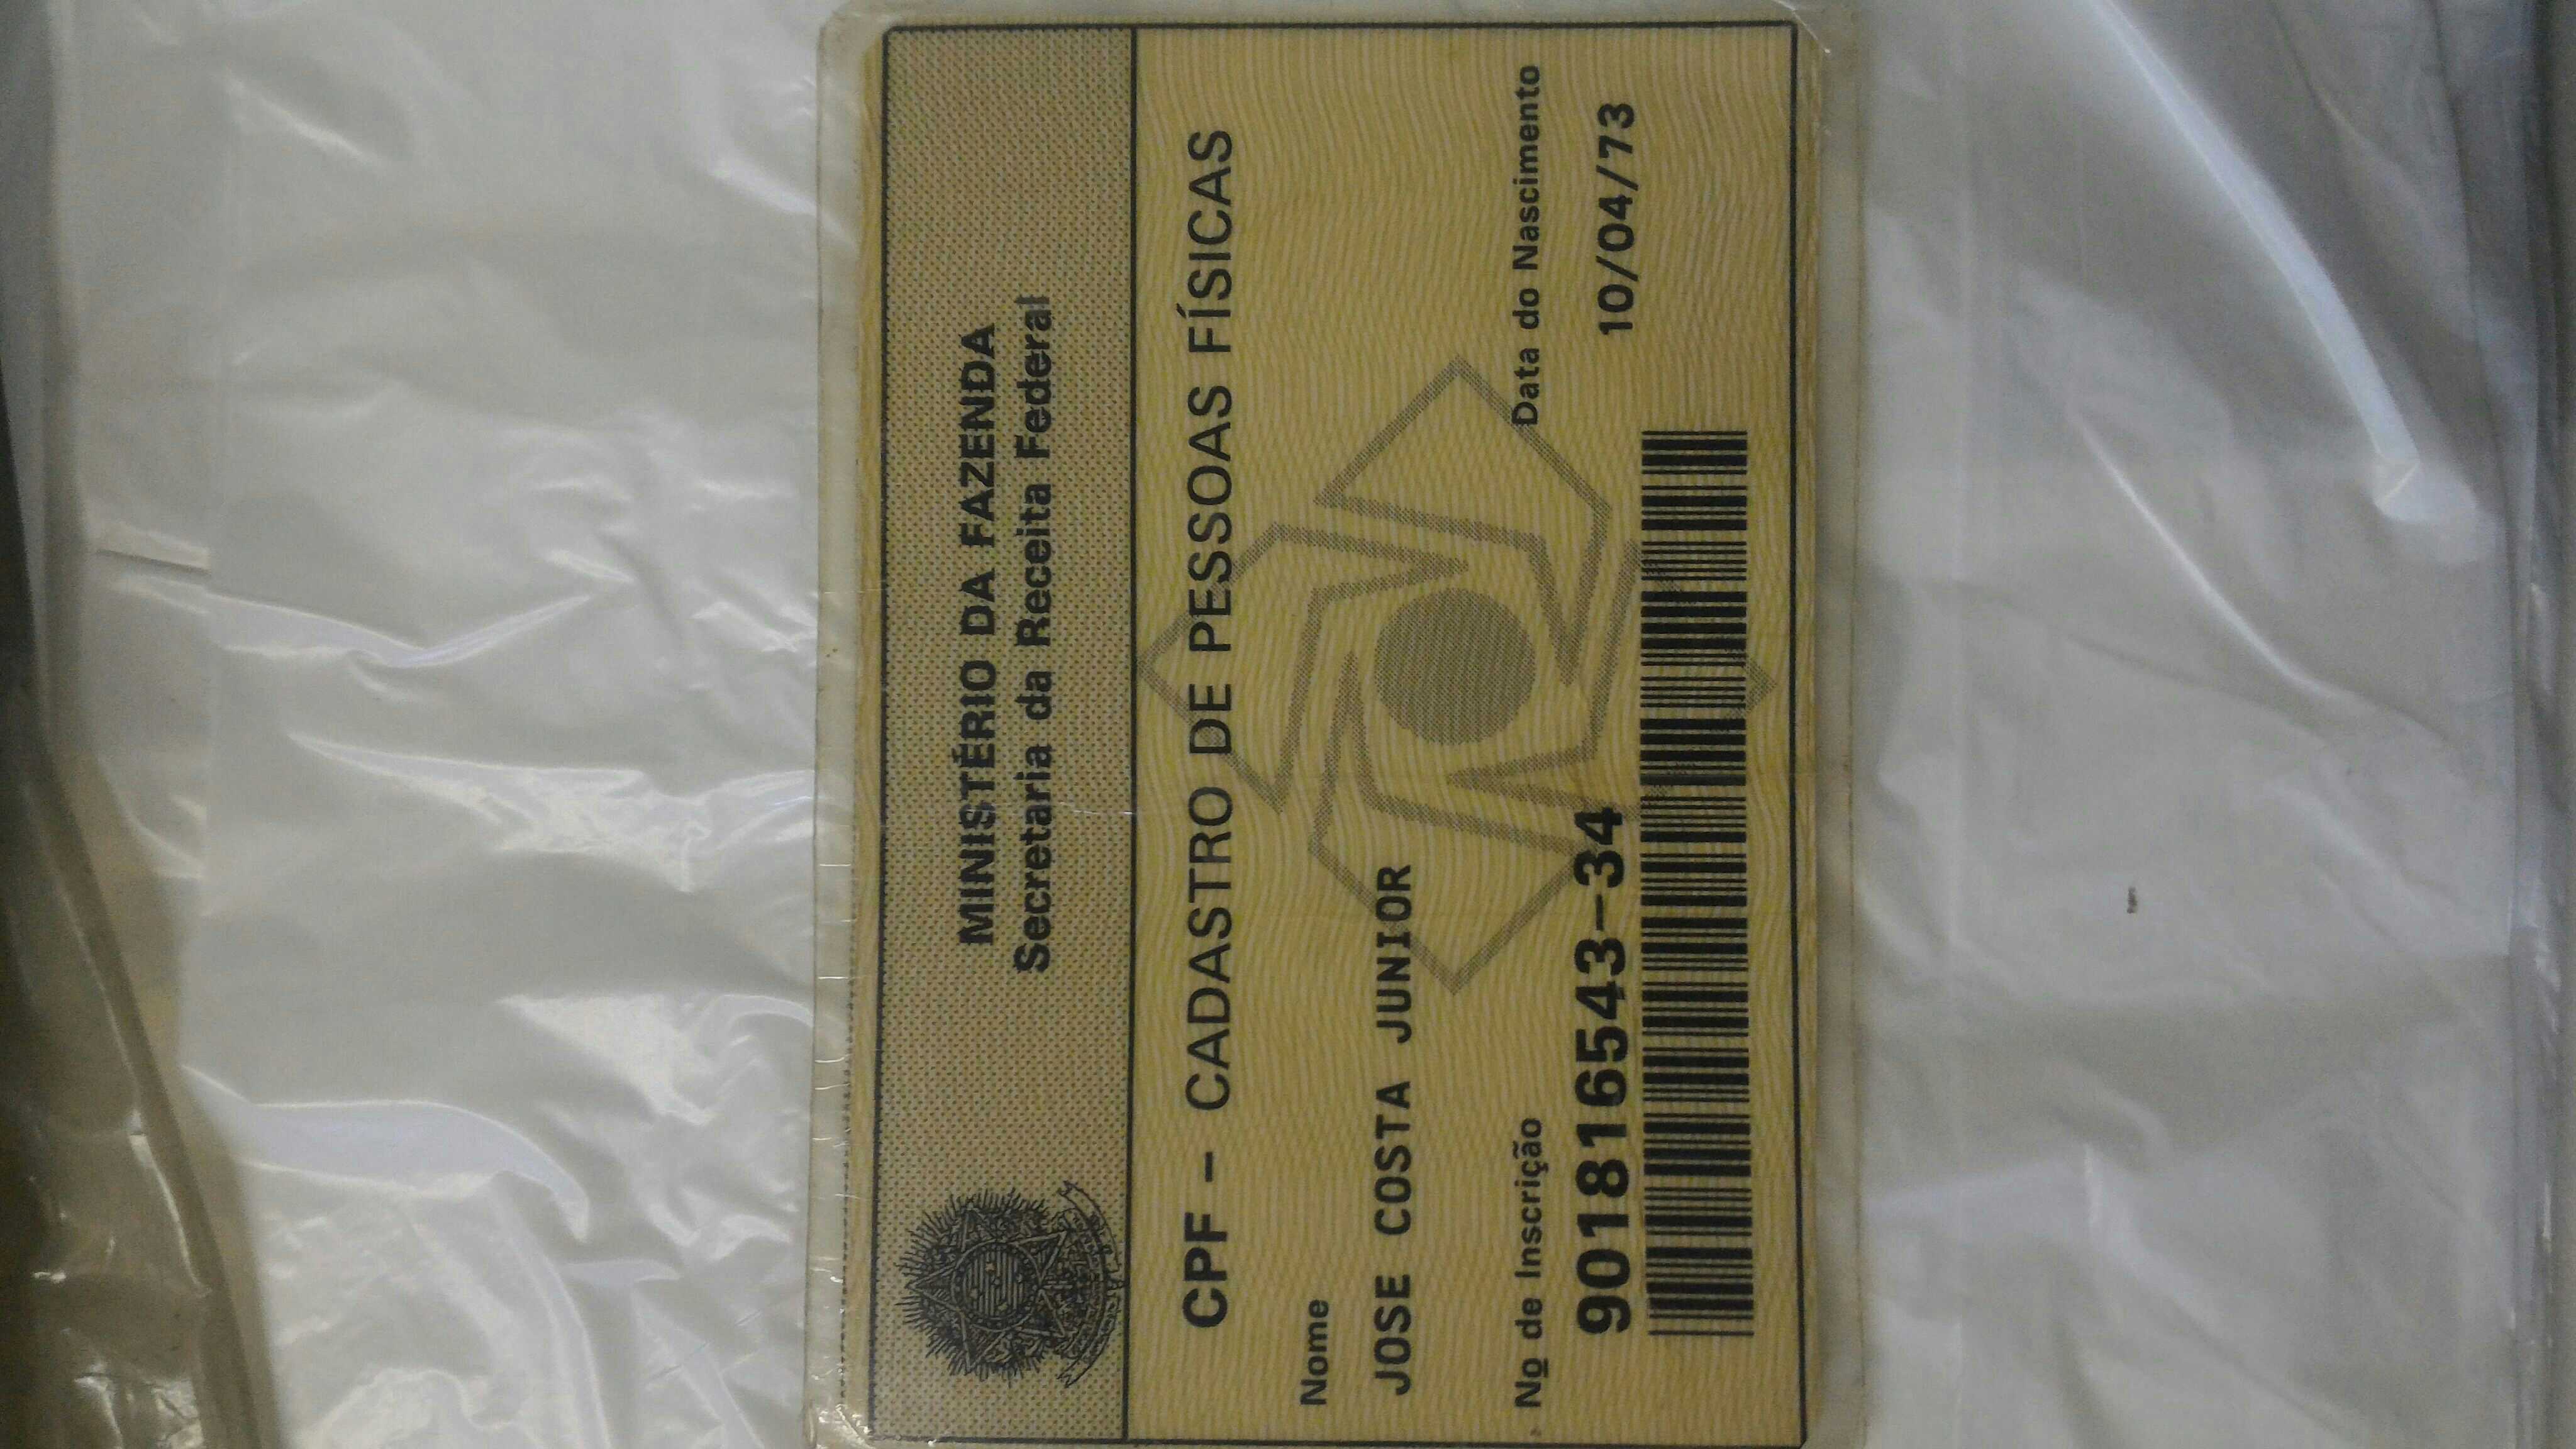 MINISTÉRIO DA FAZENDA
Secretaria da Receita Federal
CPF - CADASTRO DE PESSOAS FÍSICAS
Nome
JOSE COSTA JUNIOR
No de Inscrição
Data do Nascimento
901816543-34
10/04/73